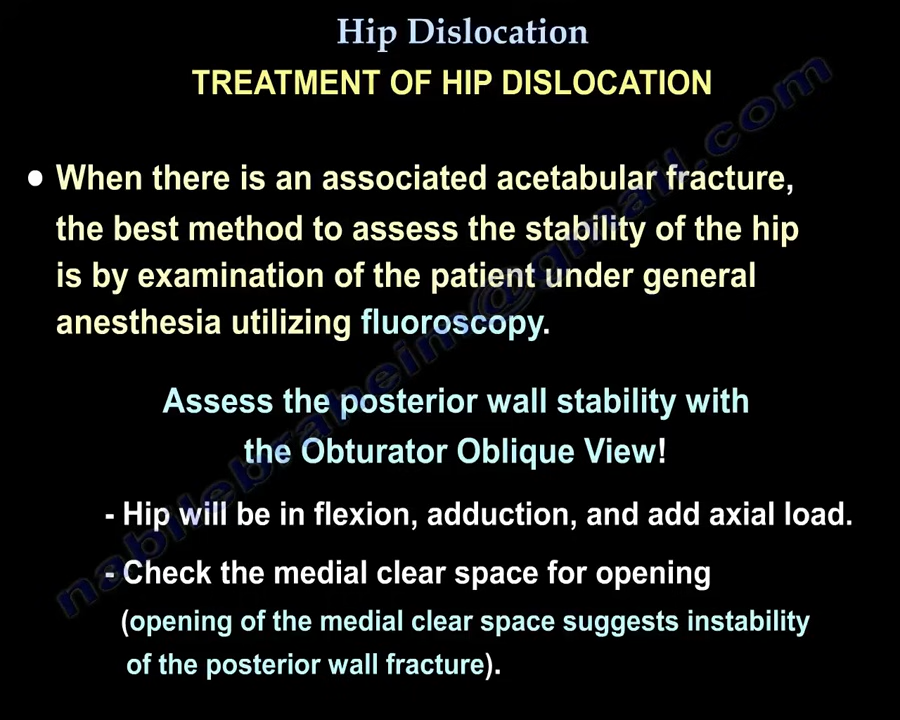 Hip Dislocation
TREATMENT OF HIP DISLOCATION
• When there is an associated acetabular fracture,
the best method to assess the stability of the hip
is by examination of the patient under general
anesthesia utilizing fluoroscopy.
Assess the posterior wall stability with
the Obturator Oblique View!
- Hip will be in flexion, adduction, and add axial load.
- Check the medial clear space for opening
(opening of the medial clear space suggests instability
of the posterior wall fracture).
nabilebraheim@gmail.com